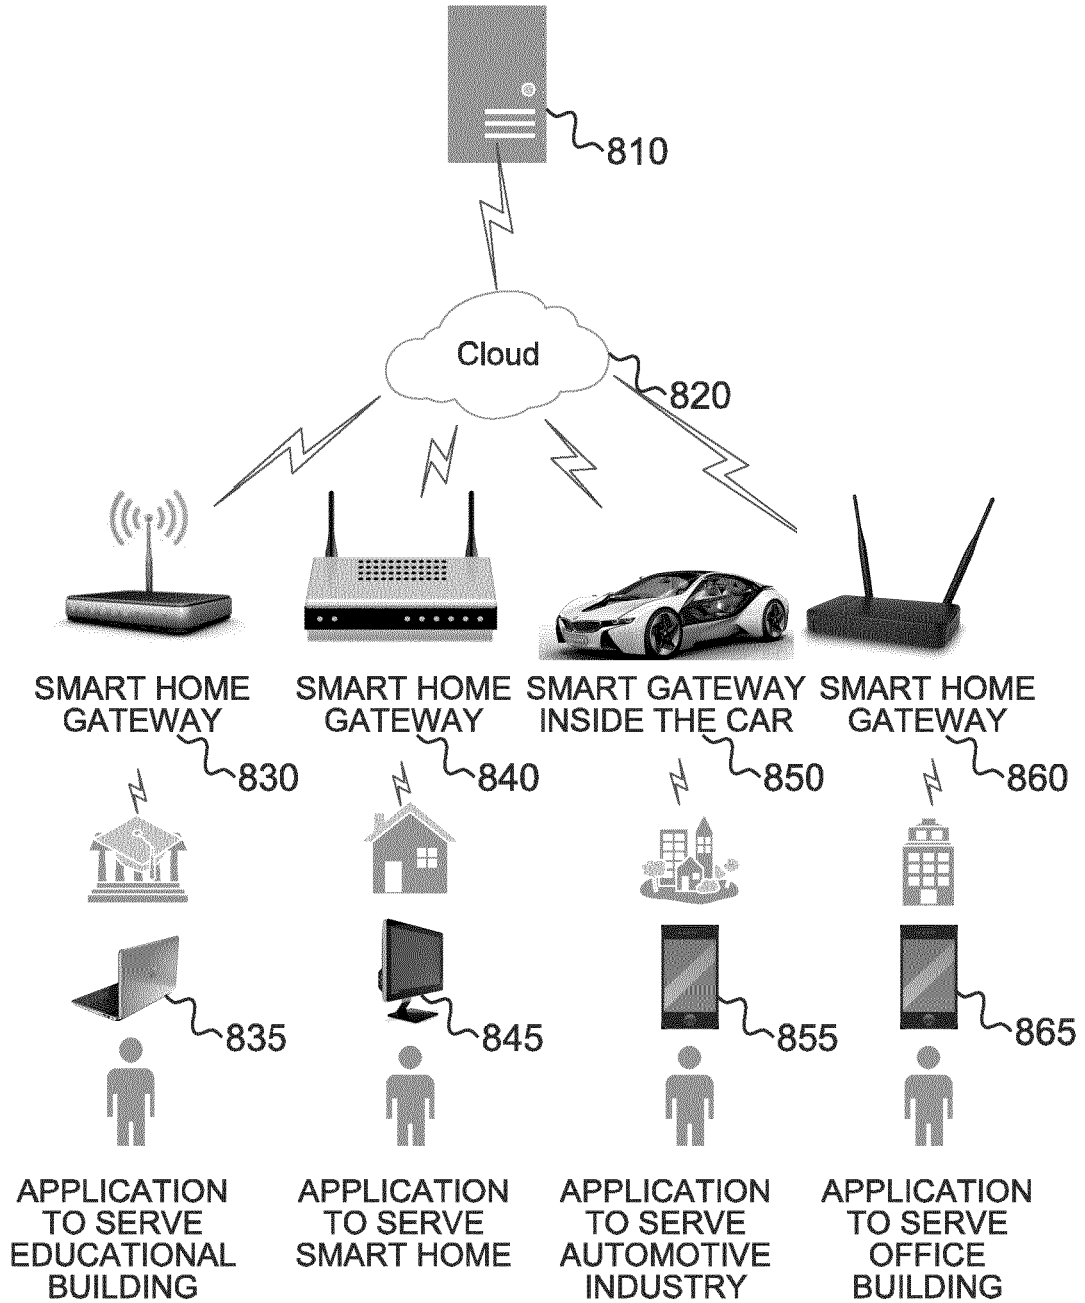 810
Cloud
820
SMART HOME
GATEWAY
830
SMART HOME
GATEWAY
840
SMART GATEWAY
INSIDE THE CAR
850
SMART HOME
GATEWAY
860
835
845
855
865
APPLICATION
TO SERVE
EDUCATIONAL
BUILDING
APPLICATION
TO SERVE
SMART HOME
APPLICATION
TO SERVE
AUTOMOTIVE
INDUSTRY
APPLICATION
TO SERVE
OFFICE
BUILDING